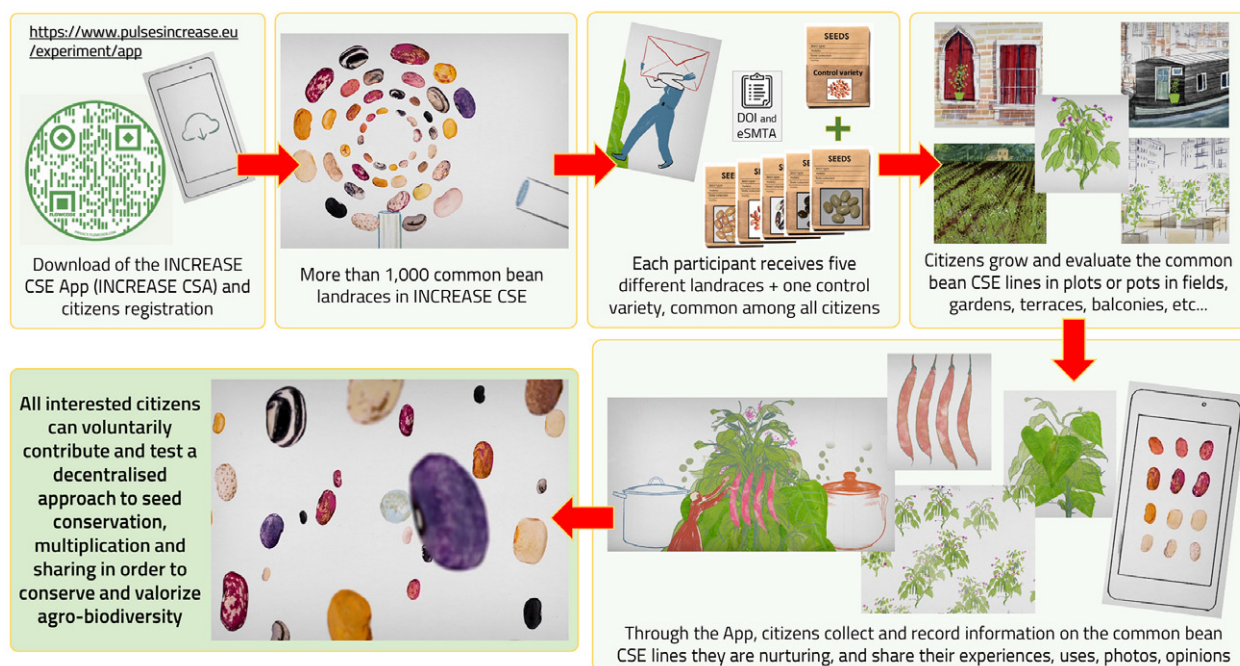 https://www.pulsesincrease.eu
/experiment/app
FLOWCODE
Download of the INCREASE
CSE App (INCREASE CSA) and
citizens registration
More than 1,000 common bean
landraces in INCREASE CSE
DOI and
eSMTA
SEEDS
Control variety
+
SEEDS
SEEDS
SEEDS
SEEDS
SEEDS
Each participant receives five
different landraces + one control
variety, common among all citizens
Citizens grow and evaluate the common
bean CSE lines in plots or pots in fields,
gardens, terraces, balconies, etc...
All interested citizens
can voluntarily
contribute and test a
decentralised
approach to seed
conservation,
multiplication and
sharing in order to
conserve and valorize
agro-biodiversity
Through the App, citizens collect and record information on the common bean
CSE lines they are nurturing, and share their experiences, uses, photos, opinions